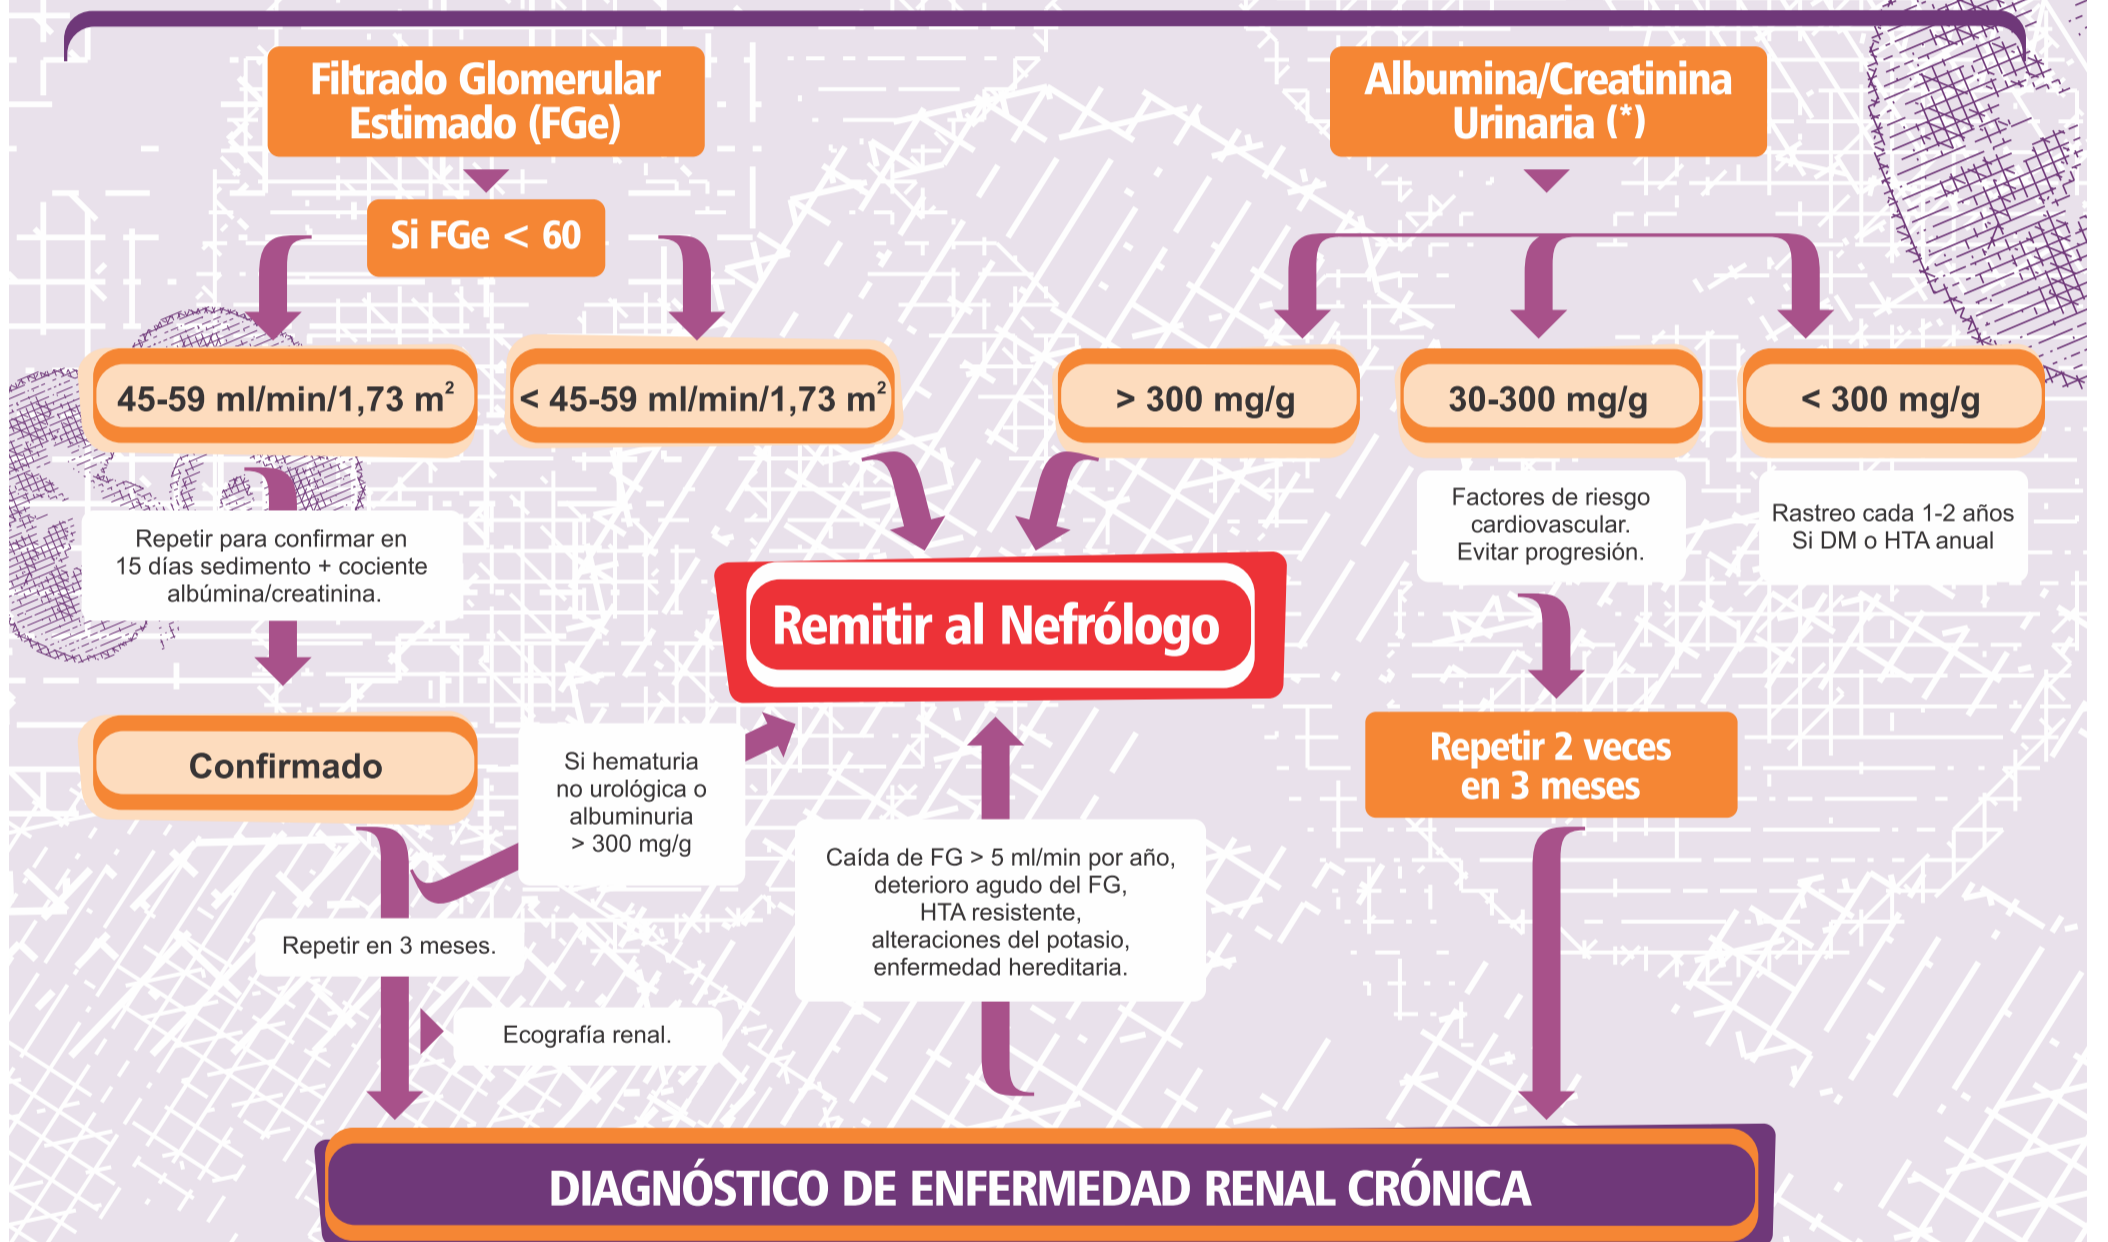 Filtrado Glomerular
Estimado (FGe)
Albumina/Creatinina
Urinaria (*)
Si FGe < 60
45-59 ml/min/1,73 m²
< 45-59 ml/min/1,73 m²
> 300 mg/g
30-300 mg/g
< 300 mg/g
Repetir para confirmar en
15 días sedimento + cociente
albúmina/creatinina.
Factores de riesgo
cardiovascular.
Evitar progresión.
Rastreo cada 1-2 años
Si DM o HTA anual
Remitir al Nefrólogo
Confirmado
Si hematuria
no urológica o
albuminuria
> 300 mg/g
Repetir 2 veces
en 3 meses
Caída de FG > 5 ml/min por año,
deterioro agudo del FG,
HTA resistente,
alteraciones del potasio,
enfermedad hereditaria.
Repetir en 3 meses.
Ecografía renal.
DIAGNÓSTICO DE ENFERMEDAD RENAL CRÓNICA